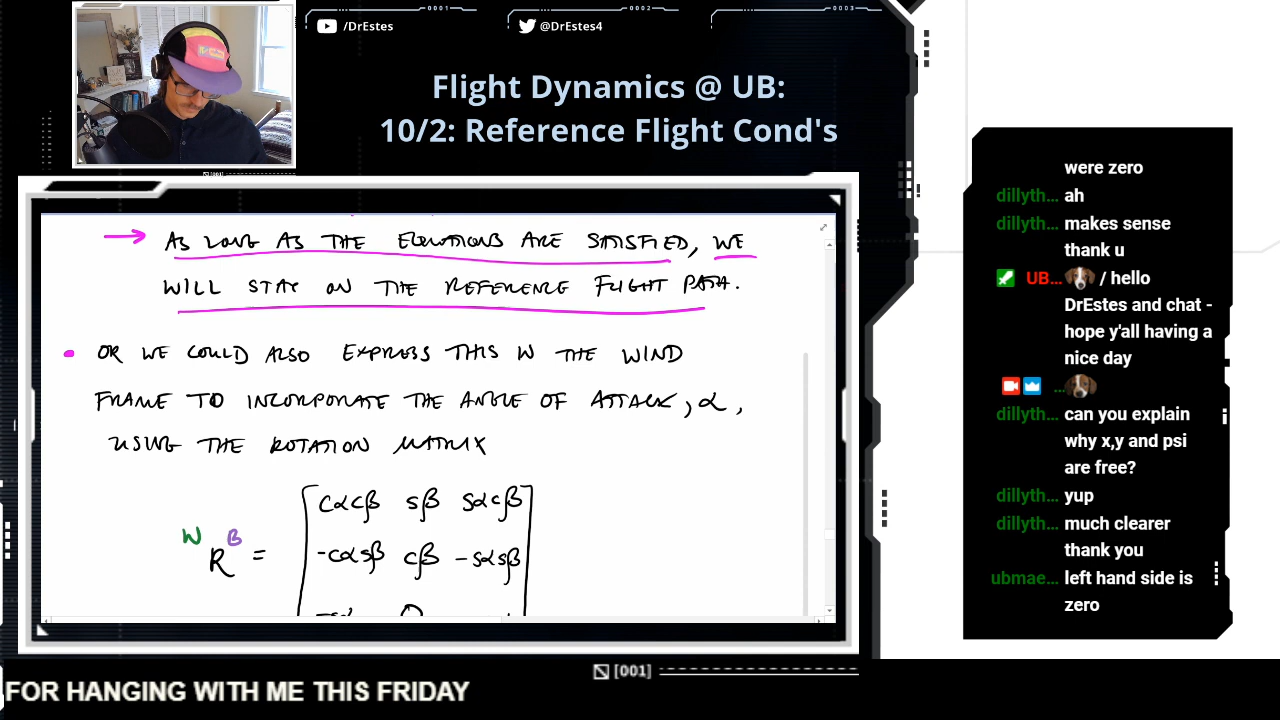 0001
0002
0003
/DrEstes
@DrEstes4
Flight Dynamics @ UB:
10/2: Reference Flight Cond's
[001]
→ AS LONG AS THE EQUATIONS ARE SATISFIED, WE
WILL STAY ON THE REFERENCE FLIGHT PATH.
• OR WE COULD ALSO EXPRESS THIS IN THE WIND
FRAME TO INCORPORATE THE ANGLE OF ATTACK, α,
USING THE ROTATION MATRIX
cαcβ sβ sαcβ
W R B = -cαsβ cβ -sαsβ
were zero
dillyth... ah
dillyth... makes sense
thank u
UB... / hello
DrEstes and chat -
hope y'all having a
nice day
...
dillyth... can you explain
why x,y and psi
are free?
dillyth... yup
dillyth... much clearer
thank you
ubmae... left hand side is
zero
[001]
FOR HANGING WITH ME THIS FRIDAY